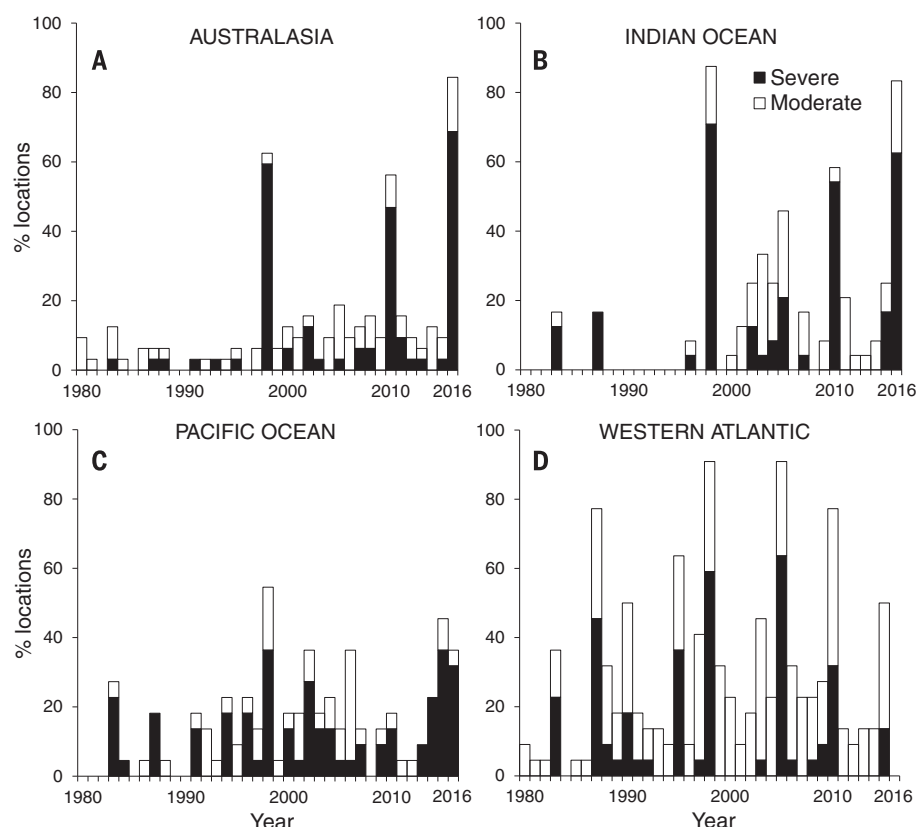 AUSTRALASIA
A
% locations
100
80
60
40
20
0
1980 1990 2000 2010 2016
INDIAN OCEAN
B
Severe
Moderate
100
80
60
40
20
0
1980 1990 2000 2010 2016
PACIFIC OCEAN
C
% locations
100
80
60
40
20
0
1980 1990 2000 2010 2016
Year
WESTERN ATLANTIC
D
100
80
60
40
20
0
1980 1990 2000 2010 2016
Year